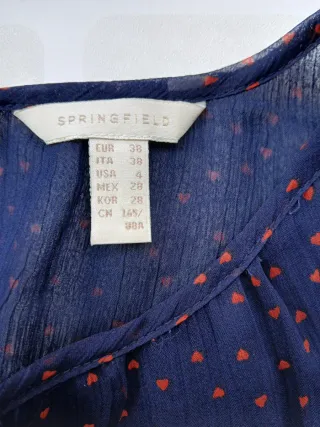 SPRINGFIELD
EUR 38
ITA 38
USA 4
MEX 28
KOR 28
CN 165/
88A